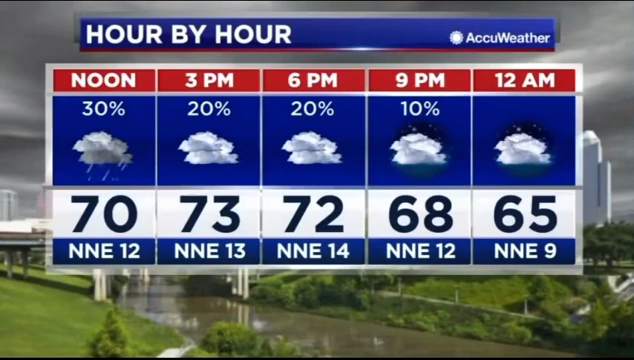 HOUR BY HOUR
AccuWeather
NOON 3 PM 6 PM 9 PM 12 AM
30% 20% 20% 10%
70 73 72 68 65
NNE 12 NNE 13 NNE 14 NNE 12 NNE 9